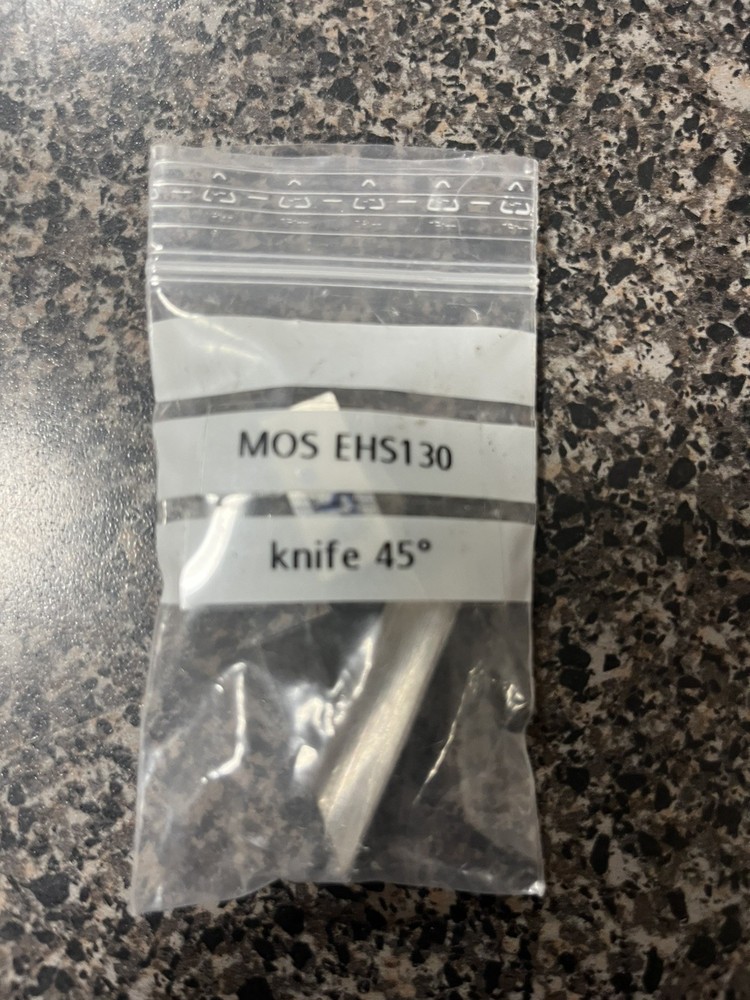 MOS EHS130
knife 45°